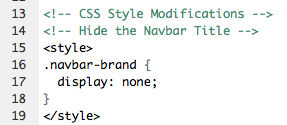 13 <!-- CSS Style Modifications -->
14 <!-- Hide the Navbar Title -->
15 <style>
16 .navbar-brand {
17   display: none;
18 }
19 </style>